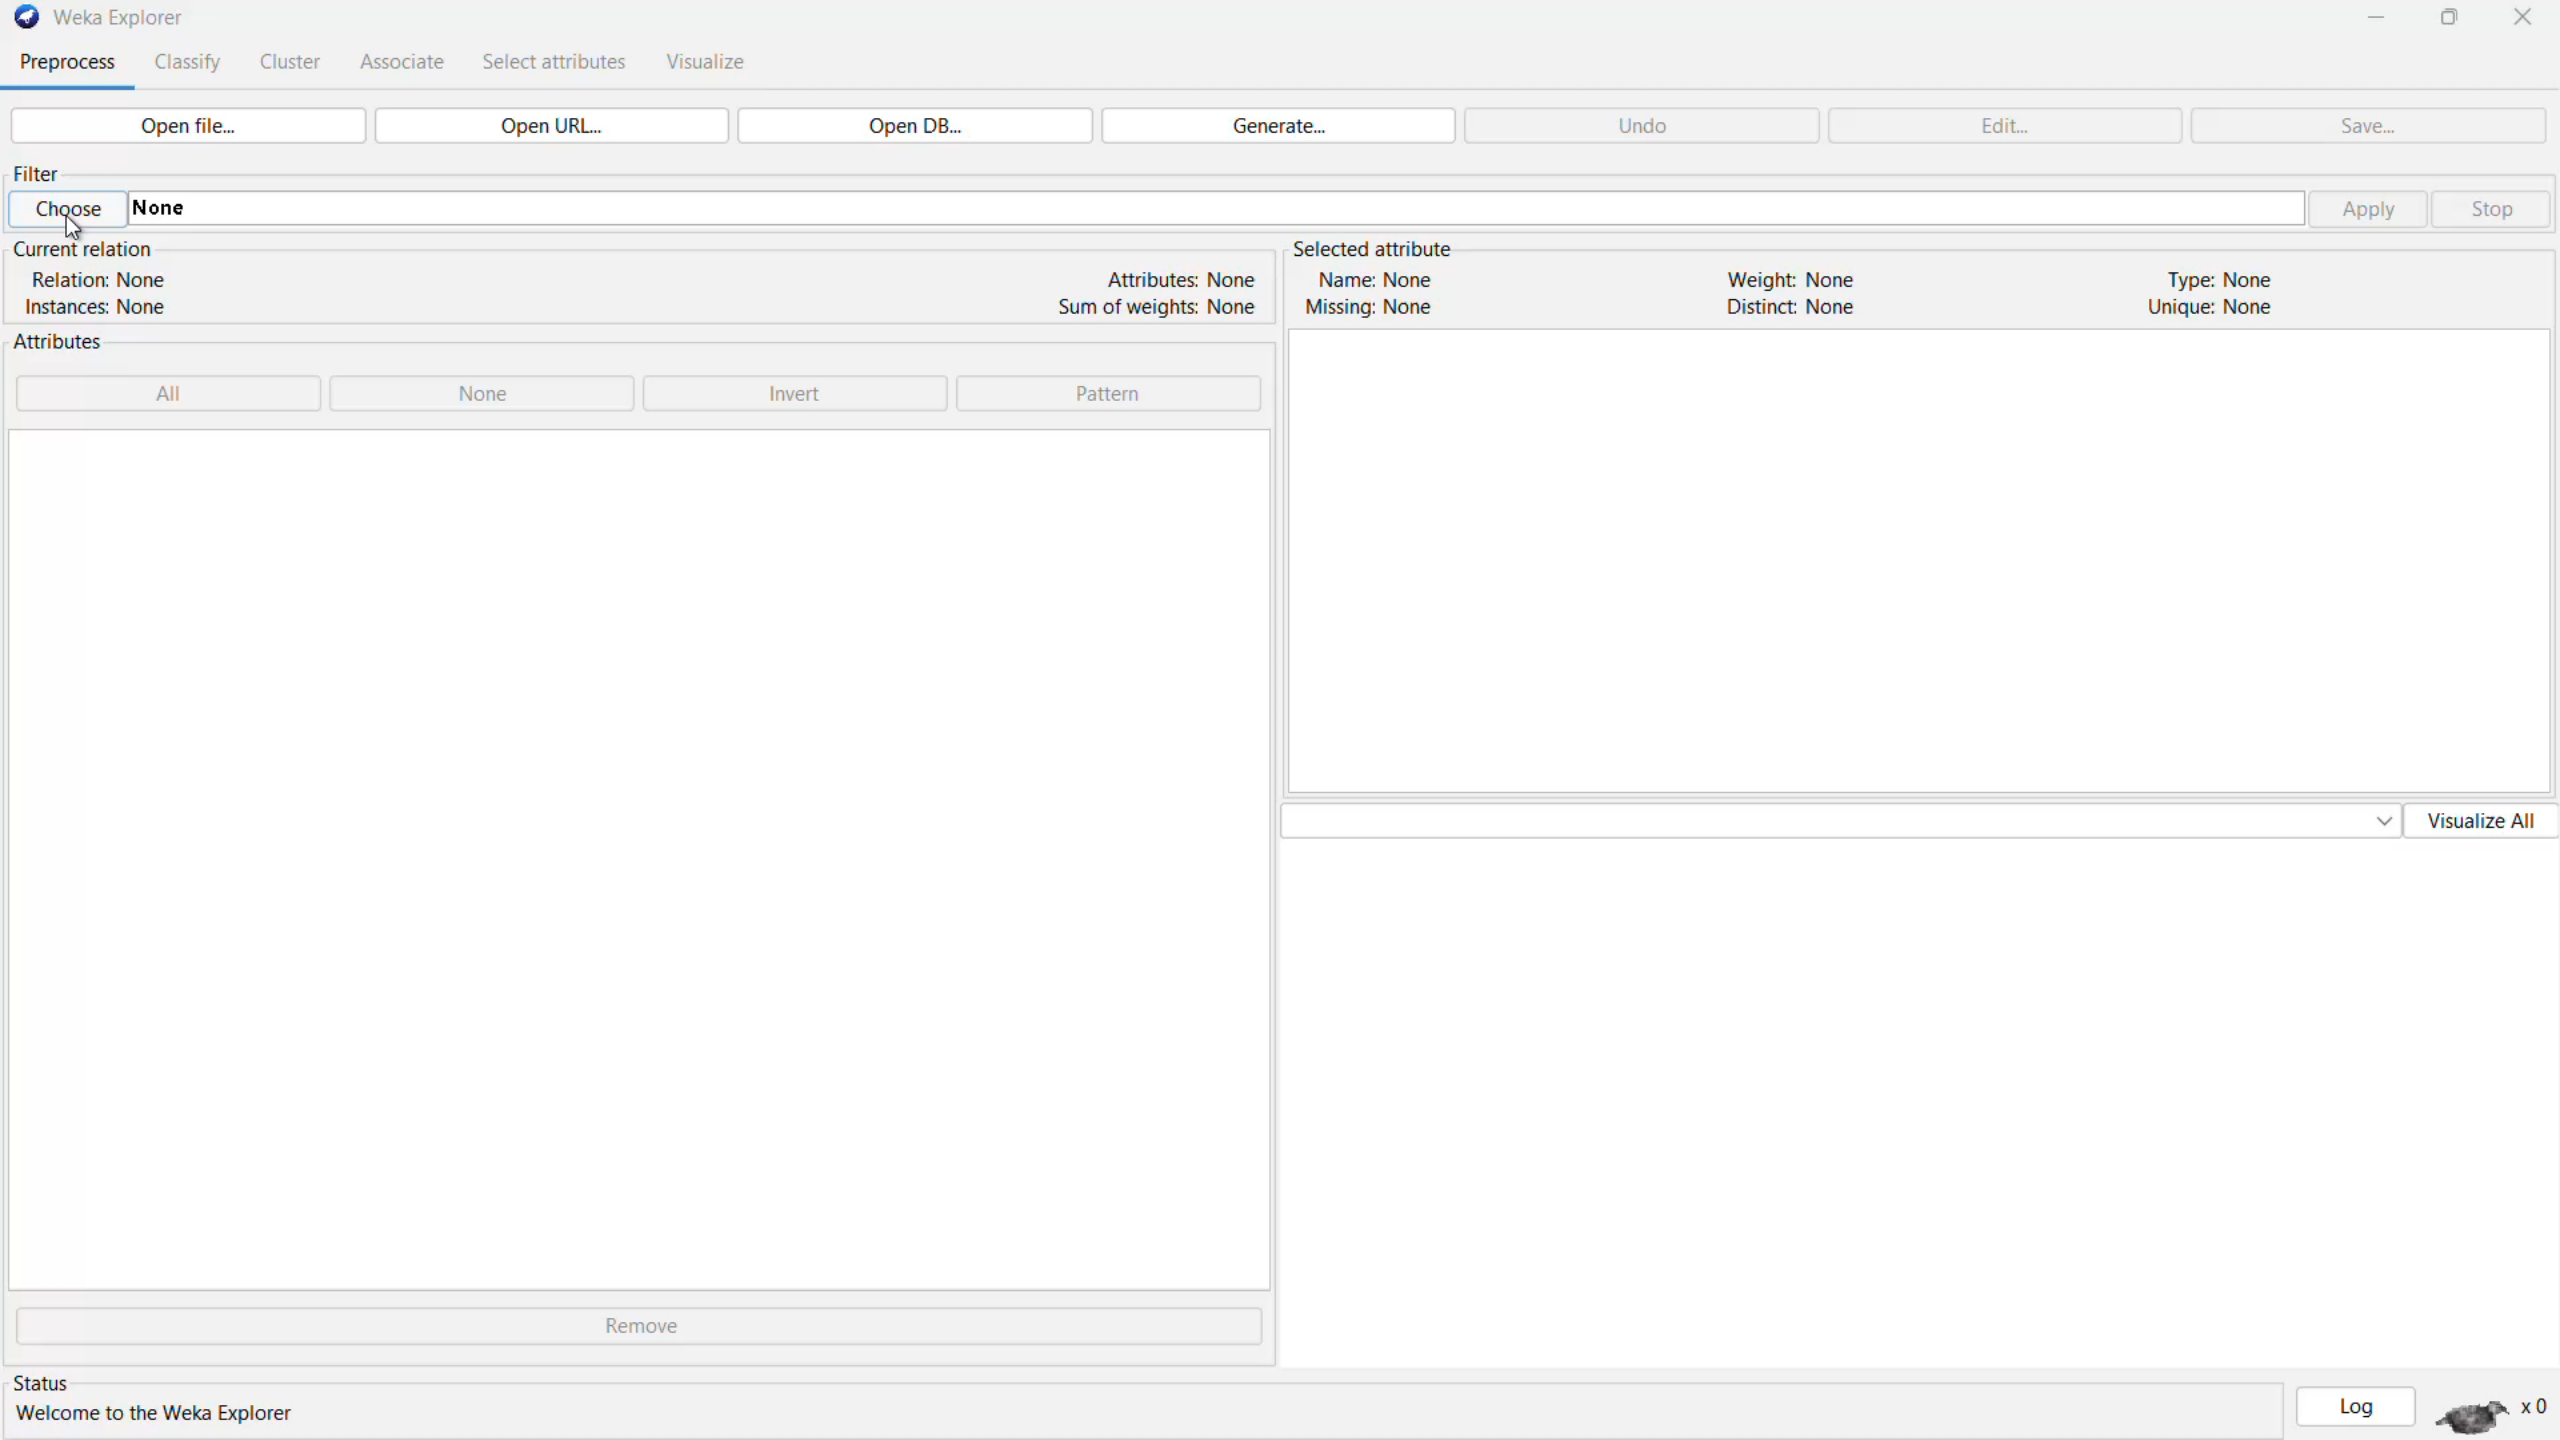 Weka Explorer
Preprocess Classify Cluster Associate Select attributes Visualize
Open file... Open URL... Open DB... Generate... Undo Edit... Save...
Filter
Choose None Apply Stop
Current relation
Relation: None Attributes: None
Instances: None Sum of weights: None
Selected attribute
Name: None Weight: None Type: None
Missing: None Distinct: None Unique: None
Attributes
All None Invert Pattern
Visualize All
Remove
Status
Welcome to the Weka Explorer
Log x 0